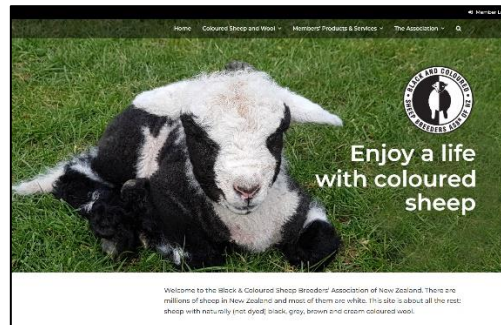 Member Lo
Home Coloured Sheep and Wool Members' Products & Services The Association
BLACK AND COLOURED
SHEEP BREEDERS ASSN OF NZ
Enjoy a life
with coloured
sheep
Welcome to the Black & Coloured Sheep Breeders' Association of New Zealand. There are
millions of sheep in New Zealand and most of them are white. This site is about all the rest:
sheep with naturally (not dyed) black, grey, brown and cream coloured wool.